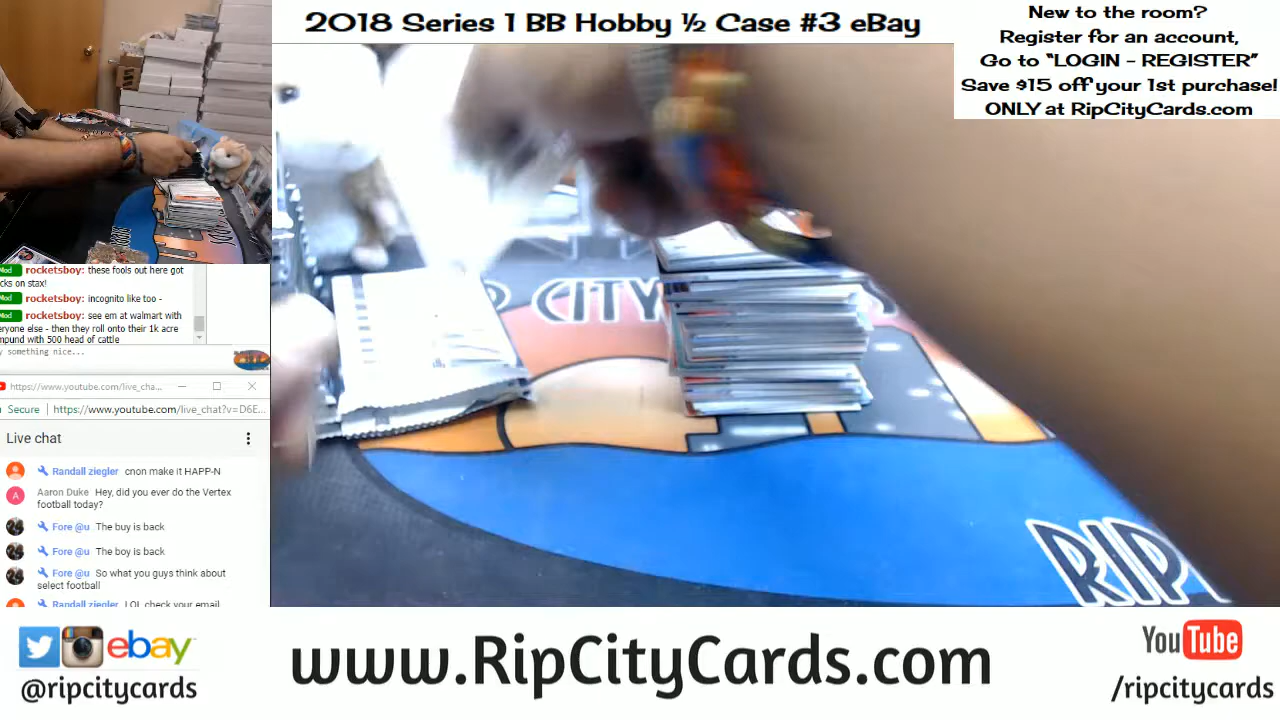 2018 Series 1 BB Hobby ½ Case #3 eBay
New to the room?
Register for an account,
Go to “LOGIN - REGISTER”
Save $15 off your 1st purchase!
ONLY at RipCityCards.com
rocketsboy: these fools out here got
cks on stax!
rocketsboy: incognito like too -
rocketsboy: see em at walmart with
eryone else - then they roll onto their 1k acre
mpund with 500 head of cattle
y something nice...
https://www.youtube.com/live_cha...
Secure https://www.youtube.com/live_chat?v=D6E...
Live chat
Randall ziegler cnon make it HAPP-N
Aaron Duke Hey, did you ever do the Vertex
football today?
Fore @u The buy is back
Fore @u The boy is back
Fore @u So what you guys think about
select football
Randall ziegler LOL check your email
CITY
RIP
ebay
@ripcitycards
www.RipCityCards.com
YouTube
/ripcitycards